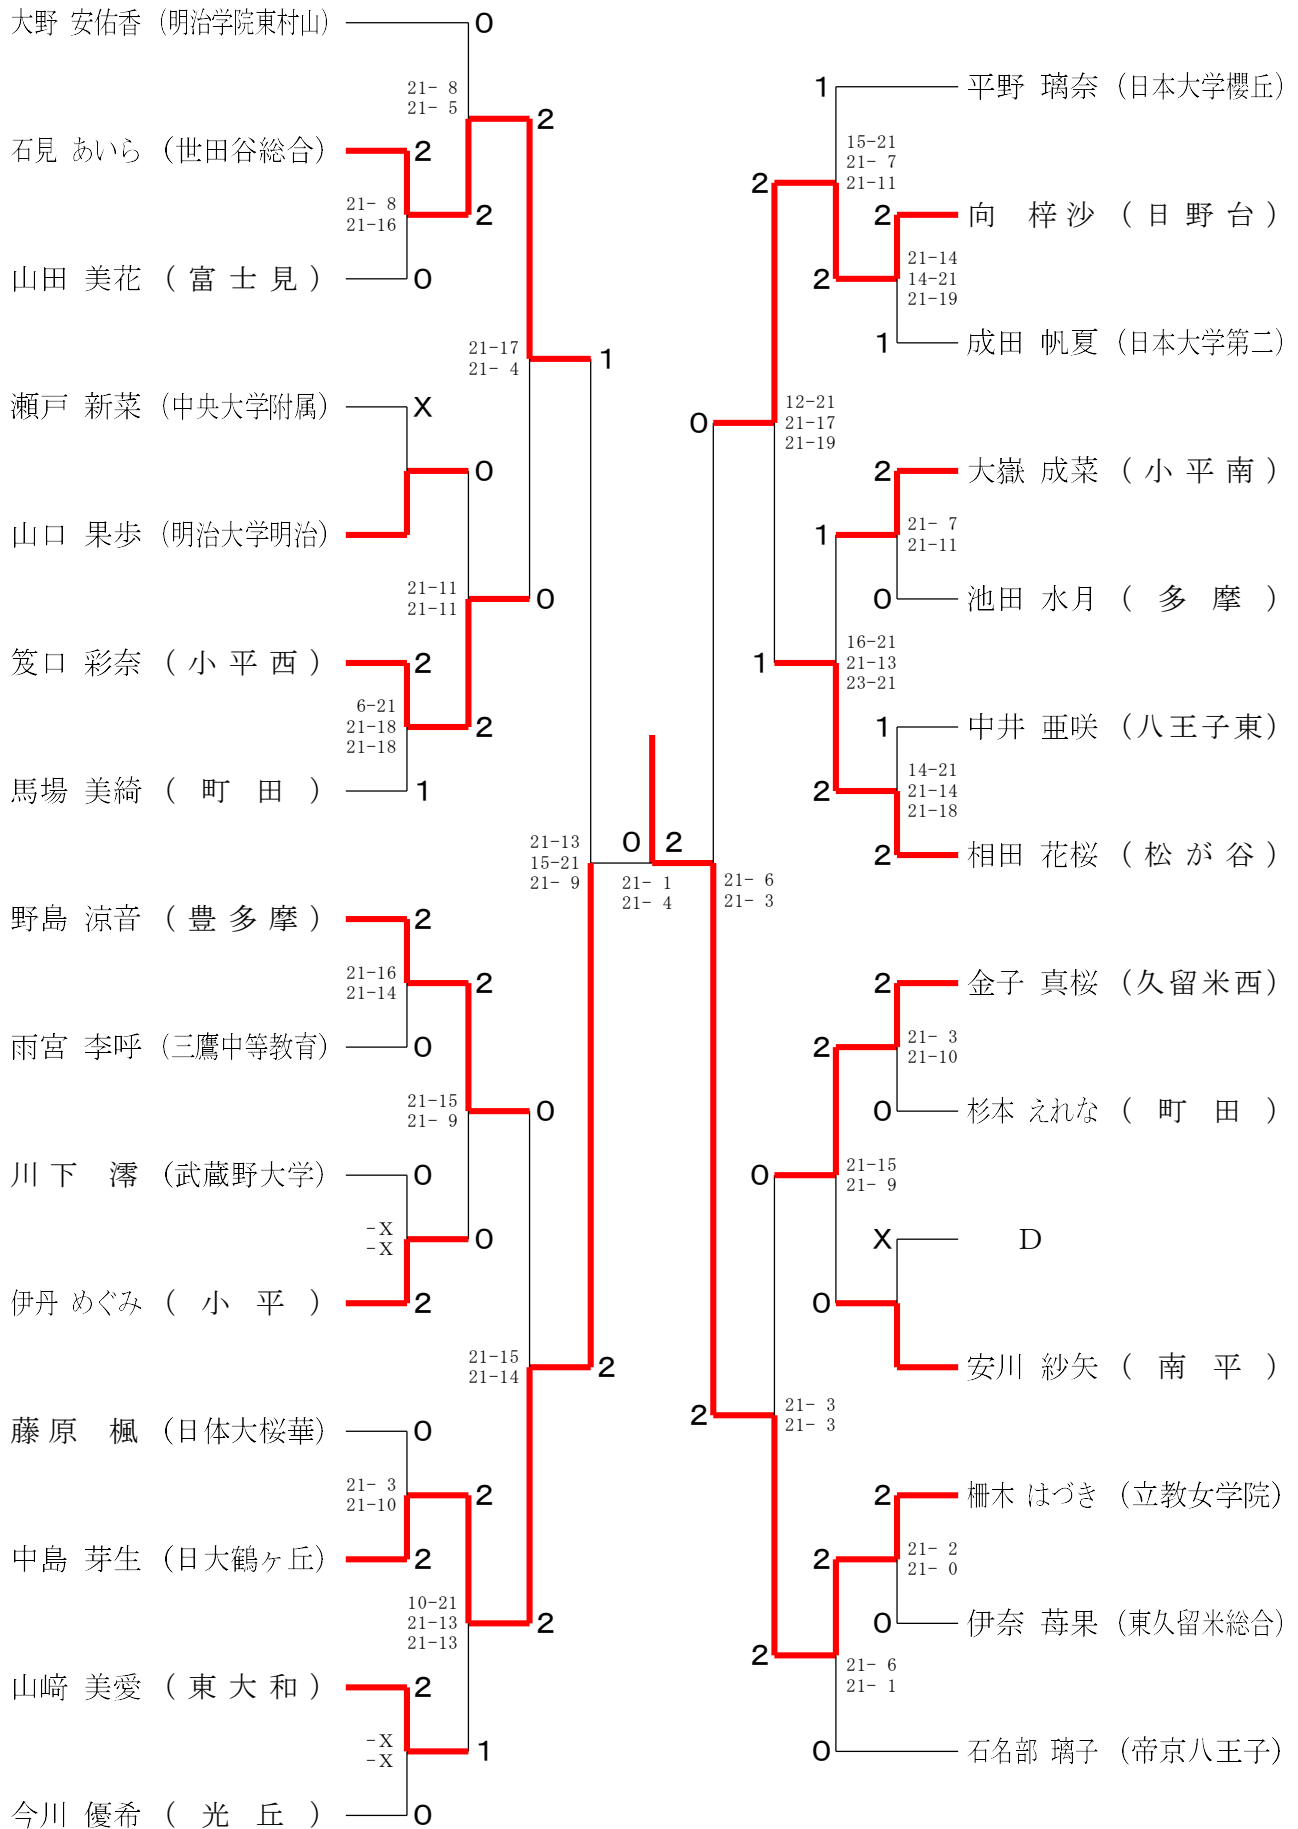 大野 安佑香 (明治学院東村山) 0
21- 8
21- 5
2
石見 あいら (世田谷総合) 2
21- 8
21-16
2
山田 美花 (富士見) 0
21-17
21- 4
1
瀬戸 新菜 (中央大学附属) X
0
山口 果歩 (明治大学明治)
21-11
21-11
0
笈口 彩奈 (小平西) 2
6-21
21-18
21-18
2
馬場 美綺 (町田) 1
21-13
15-21
21- 9
野島 涼音 (豊多摩) 2
21-16
21-14
2
雨宮 李呼 (三鷹中等教育) 0
21-15
21- 9
0
川下 澪 (武蔵野大学) 0
-X
-X
0
伊丹 めぐみ (小平) 2
21-15
21-14
2
藤原 楓 (日体大桜華) 0
21- 3
21-10
2
中島 芽生 (日大鶴ヶ丘) 2
10-21
21-13
21-13
2
山﨑 美愛 (東大和) 2
-X
-X
1
今川 優希 (光丘) 0
0 2
21- 1
21- 4
1 平野 璃奈 (日本大学櫻丘)
15-21
21- 7
21-11
2
2 向 梓沙 (日野台)
2
21-14
14-21
21-19
1 成田 帆夏 (日本大学第二)
0
12-21
21-17
21-19
2 大嶽 成菜 (小平南)
1
21- 7
21-11
0 池田 水月 (多摩)
1
16-21
21-13
23-21
1 中井 亜咲 (八王子東)
2
14-21
21-14
21-18
2 相田 花桜 (松が谷)
21- 6
21- 3
2 金子 真桜 (久留米西)
2
21- 3
21-10
0 杉本 えれな (町田)
0
21-15
21- 9
X D
0
安川 紗矢 (南平)
2
21- 3
21- 3
2 柵木 はづき (立教女学院)
2
21- 2
21- 0
0 伊奈 苺果 (東久留米総合)
2
21- 6
21- 1
0 石名部 璃子 (帝京八王子)